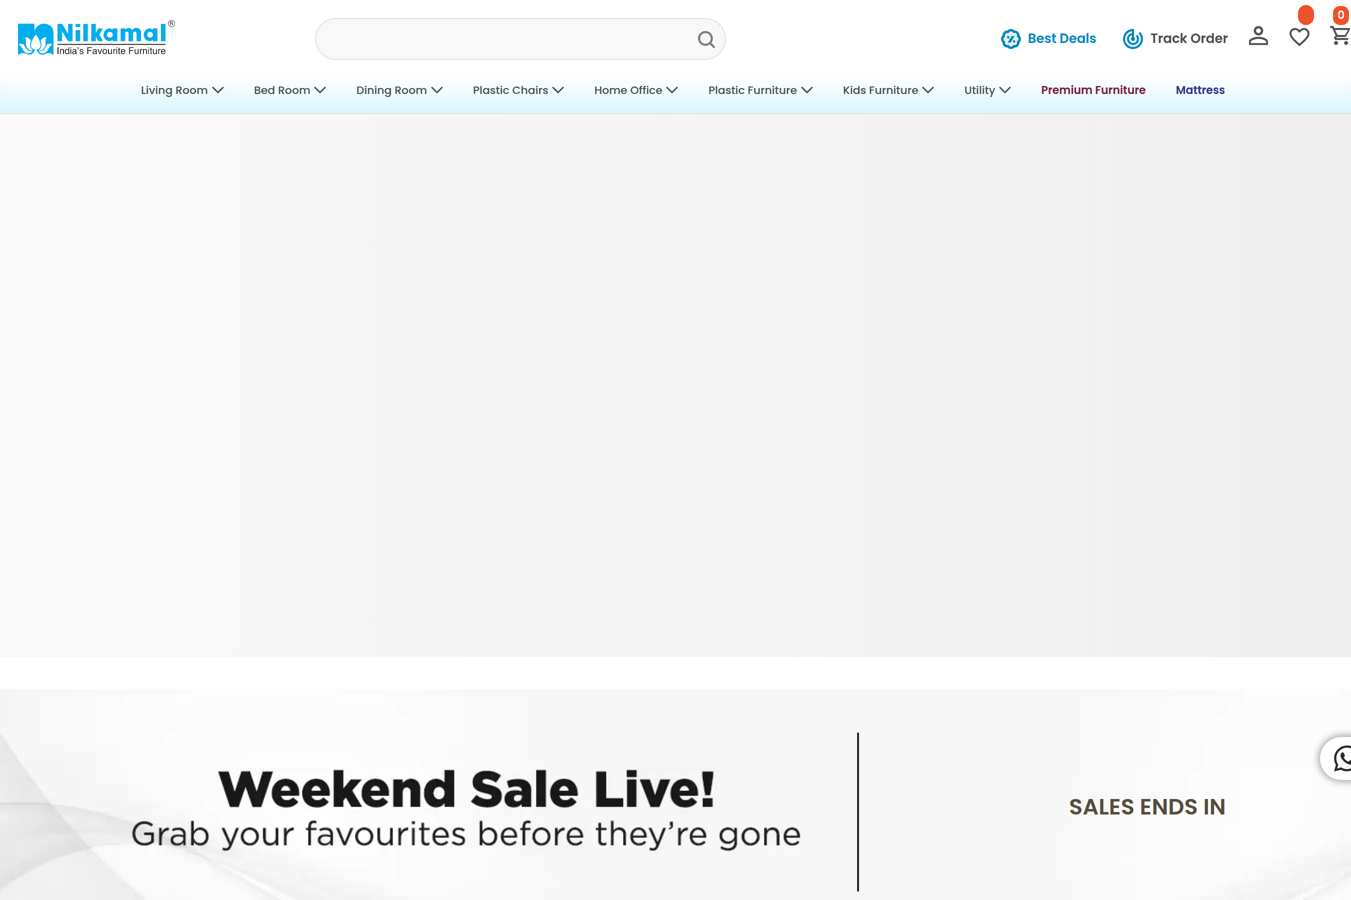 Nilkamal®
India's Favourite Furniture
Best Deals
Track Order
0
Living Room
Bed Room
Dining Room
Plastic Chairs
Home Office
Plastic Furniture
Kids Furniture
Utility
Premium Furniture
Mattress
Weekend Sale Live!
Grab your favourites before they're gone
SALES ENDS IN